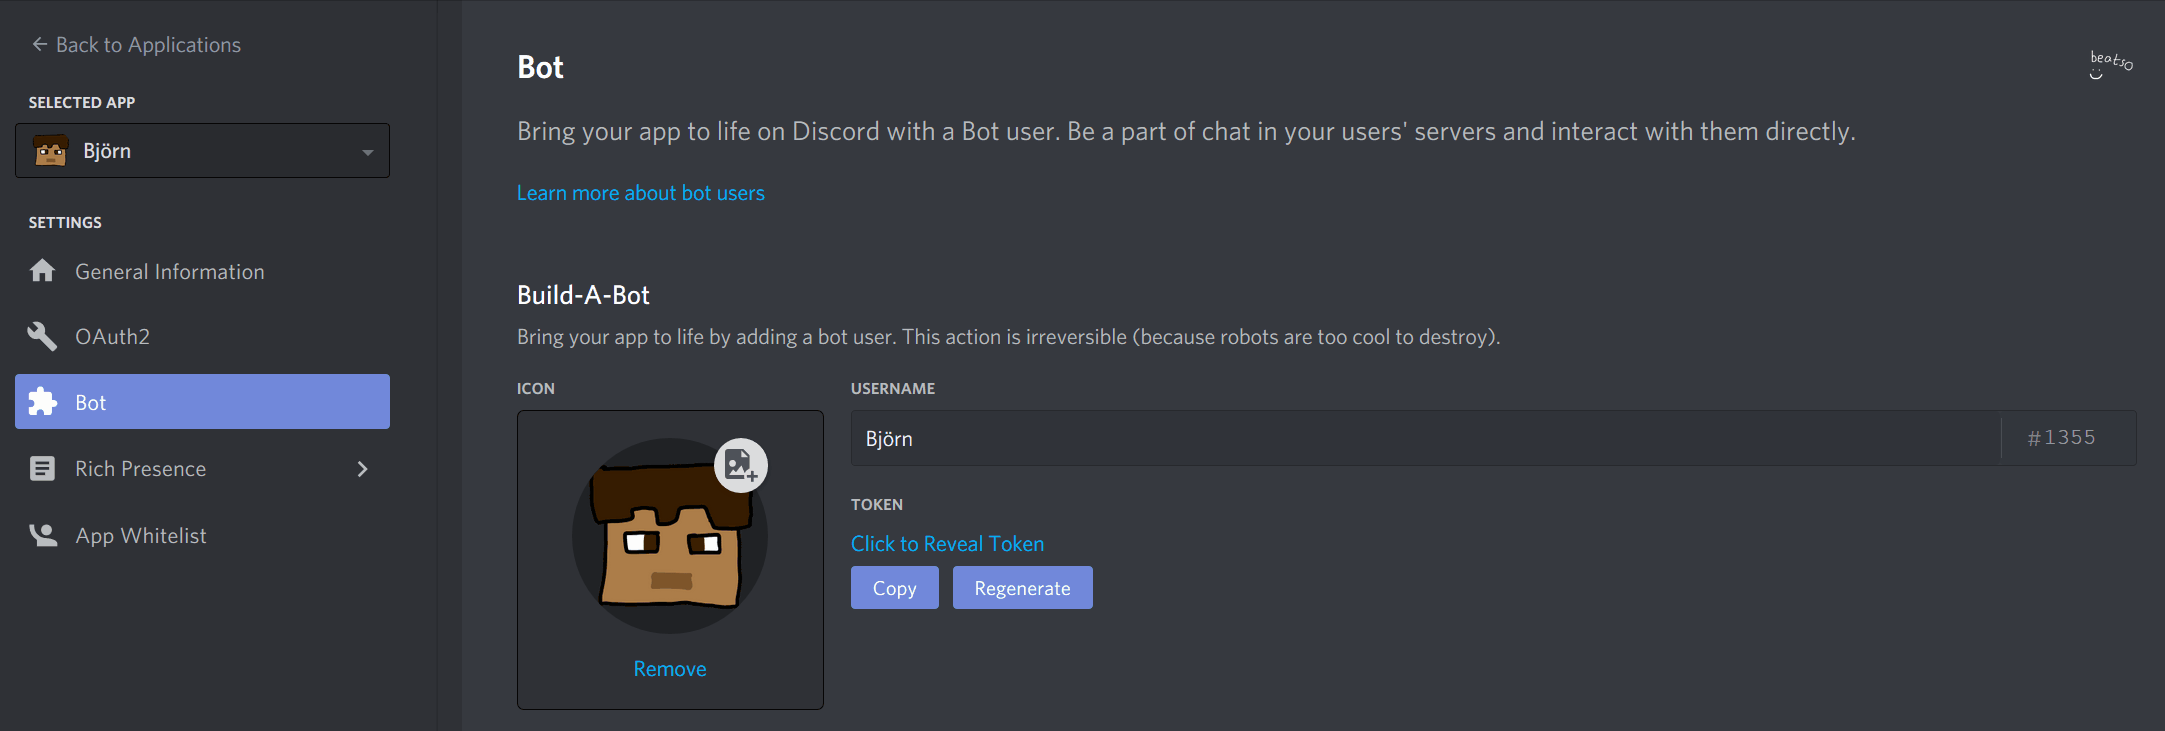 Back to Applications
SELECTED APP
Björn
SETTINGS
General Information
OAuth2
Bot
Rich Presence
App Whitelist
Bot
beatso
Bring your app to life on Discord with a Bot user. Be a part of chat in your users' servers and interact with them directly.
Learn more about bot users
Build-A-Bot
Bring your app to life by adding a bot user. This action is irreversible (because robots are too cool to destroy).
ICON
Remove
USERNAME
Björn #1355
TOKEN
Click to Reveal Token
Copy Regenerate